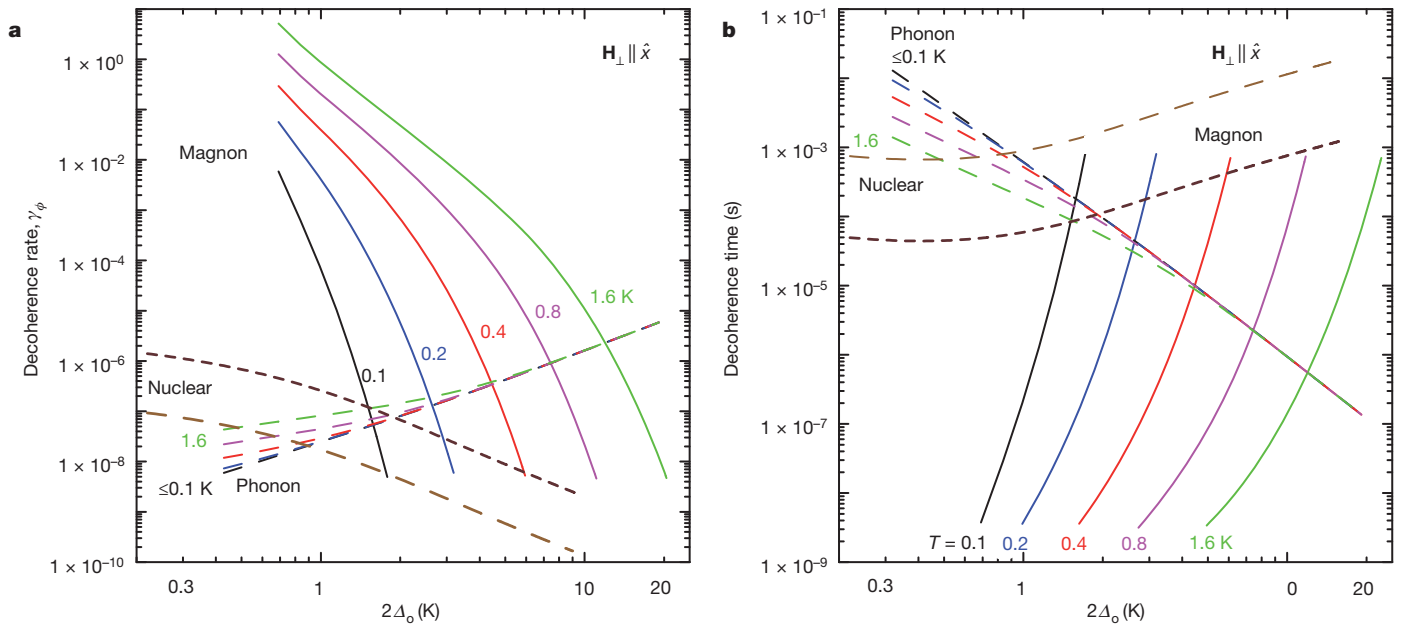 a
H⊥ ∥ x̂
1 × 10⁰
1 × 10⁻²
1 × 10⁻⁴
1 × 10⁻⁶
1 × 10⁻⁸
1 × 10⁻¹⁰
Decoherence rate, γϕ
Magnon
1.6 K
0.8
0.4
0.2
0.1
Nuclear
1.6
≤0.1 K
Phonon
0.3
1
10
20
2Δo (K)
b
H⊥ ∥ x̂
1 × 10⁻¹
1 × 10⁻³
1 × 10⁻⁵
1 × 10⁻⁷
1 × 10⁻⁹
Decoherence time (s)
Phonon
≤0.1 K
1.6
Magnon
Nuclear
T = 0.1
0.2
0.4
0.8
1.6 K
0.3
1
0
20
2Δo (K)